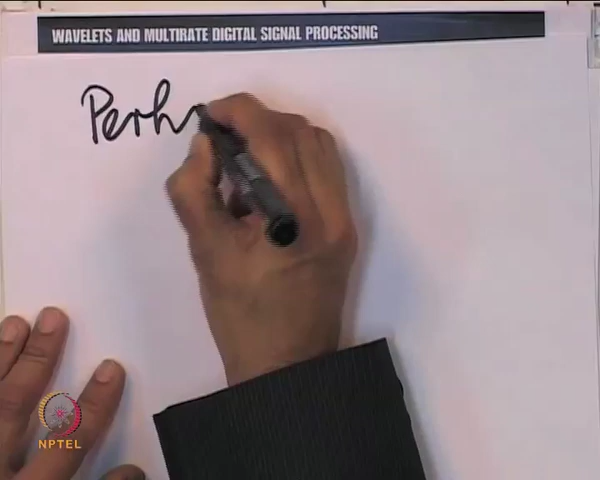 WAVELETS AND MULTIRATE DIGITAL SIGNAL PROCESSING
Perh
NPTEL